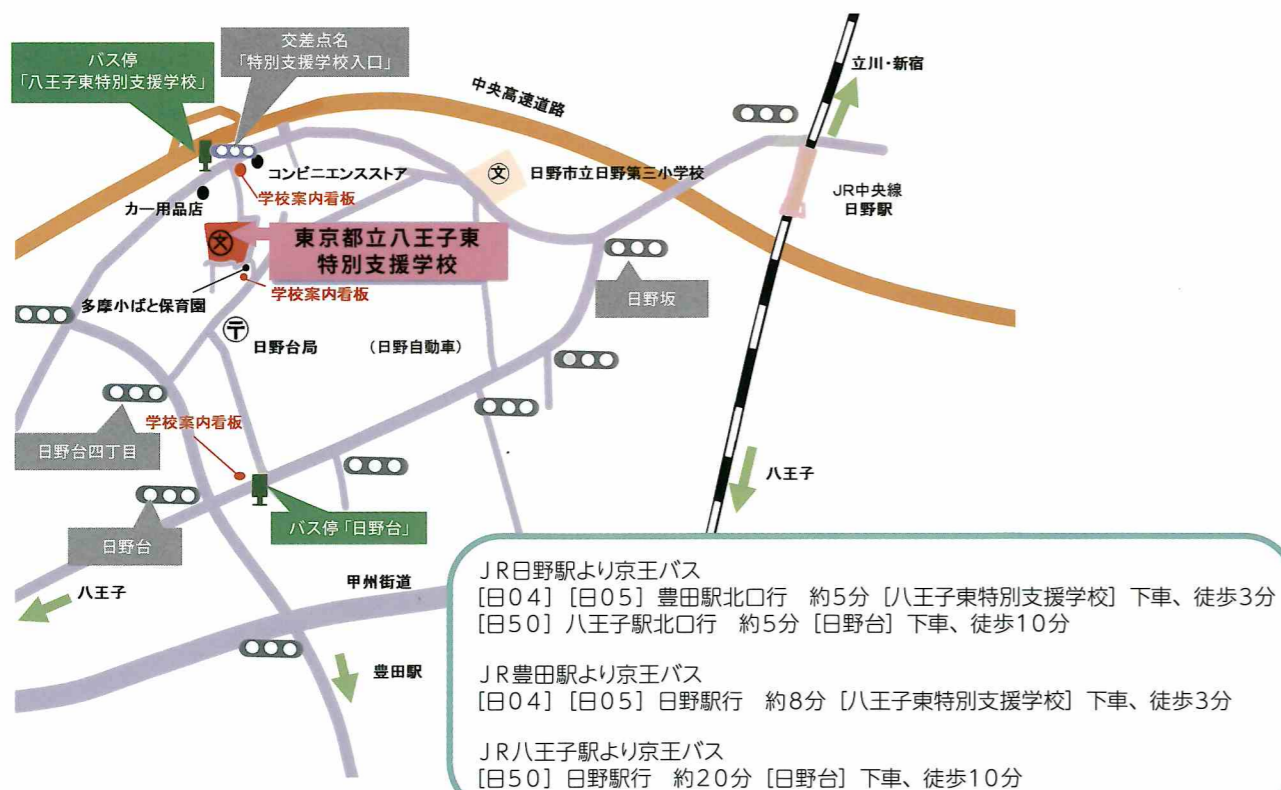 バス停
「八王子東特別支援学校」
交差点名
「特別支援学校入口」
中央高速道路
立川・新宿
コンビニエンスストア
学校案内看板
カー用品店
文
日野市立日野第三小学校
JR中央線
日野駅
文
東京都立八王子東
特別支援学校
多摩小ばと保育園
学校案内看板
日野坂
〒
日野台局
（日野自動車）
学校案内看板
日野台四丁目
八王子
日野台
バス停「日野台」
八王子
甲州街道
豊田駅
ＪＲ日野駅より京王バス
[日０４] [日０５] 豊田駅北口行　約５分 [八王子東特別支援学校] 下車、徒歩３分
[日５０] 八王子駅北口行　約５分 [日野台] 下車、徒歩１０分
ＪＲ豊田駅より京王バス
[日０４] [日０５] 日野駅行　約８分 [八王子東特別支援学校] 下車、徒歩３分
ＪＲ八王子駅より京王バス
[日５０] 日野駅行　約２０分 [日野台] 下車、徒歩１０分